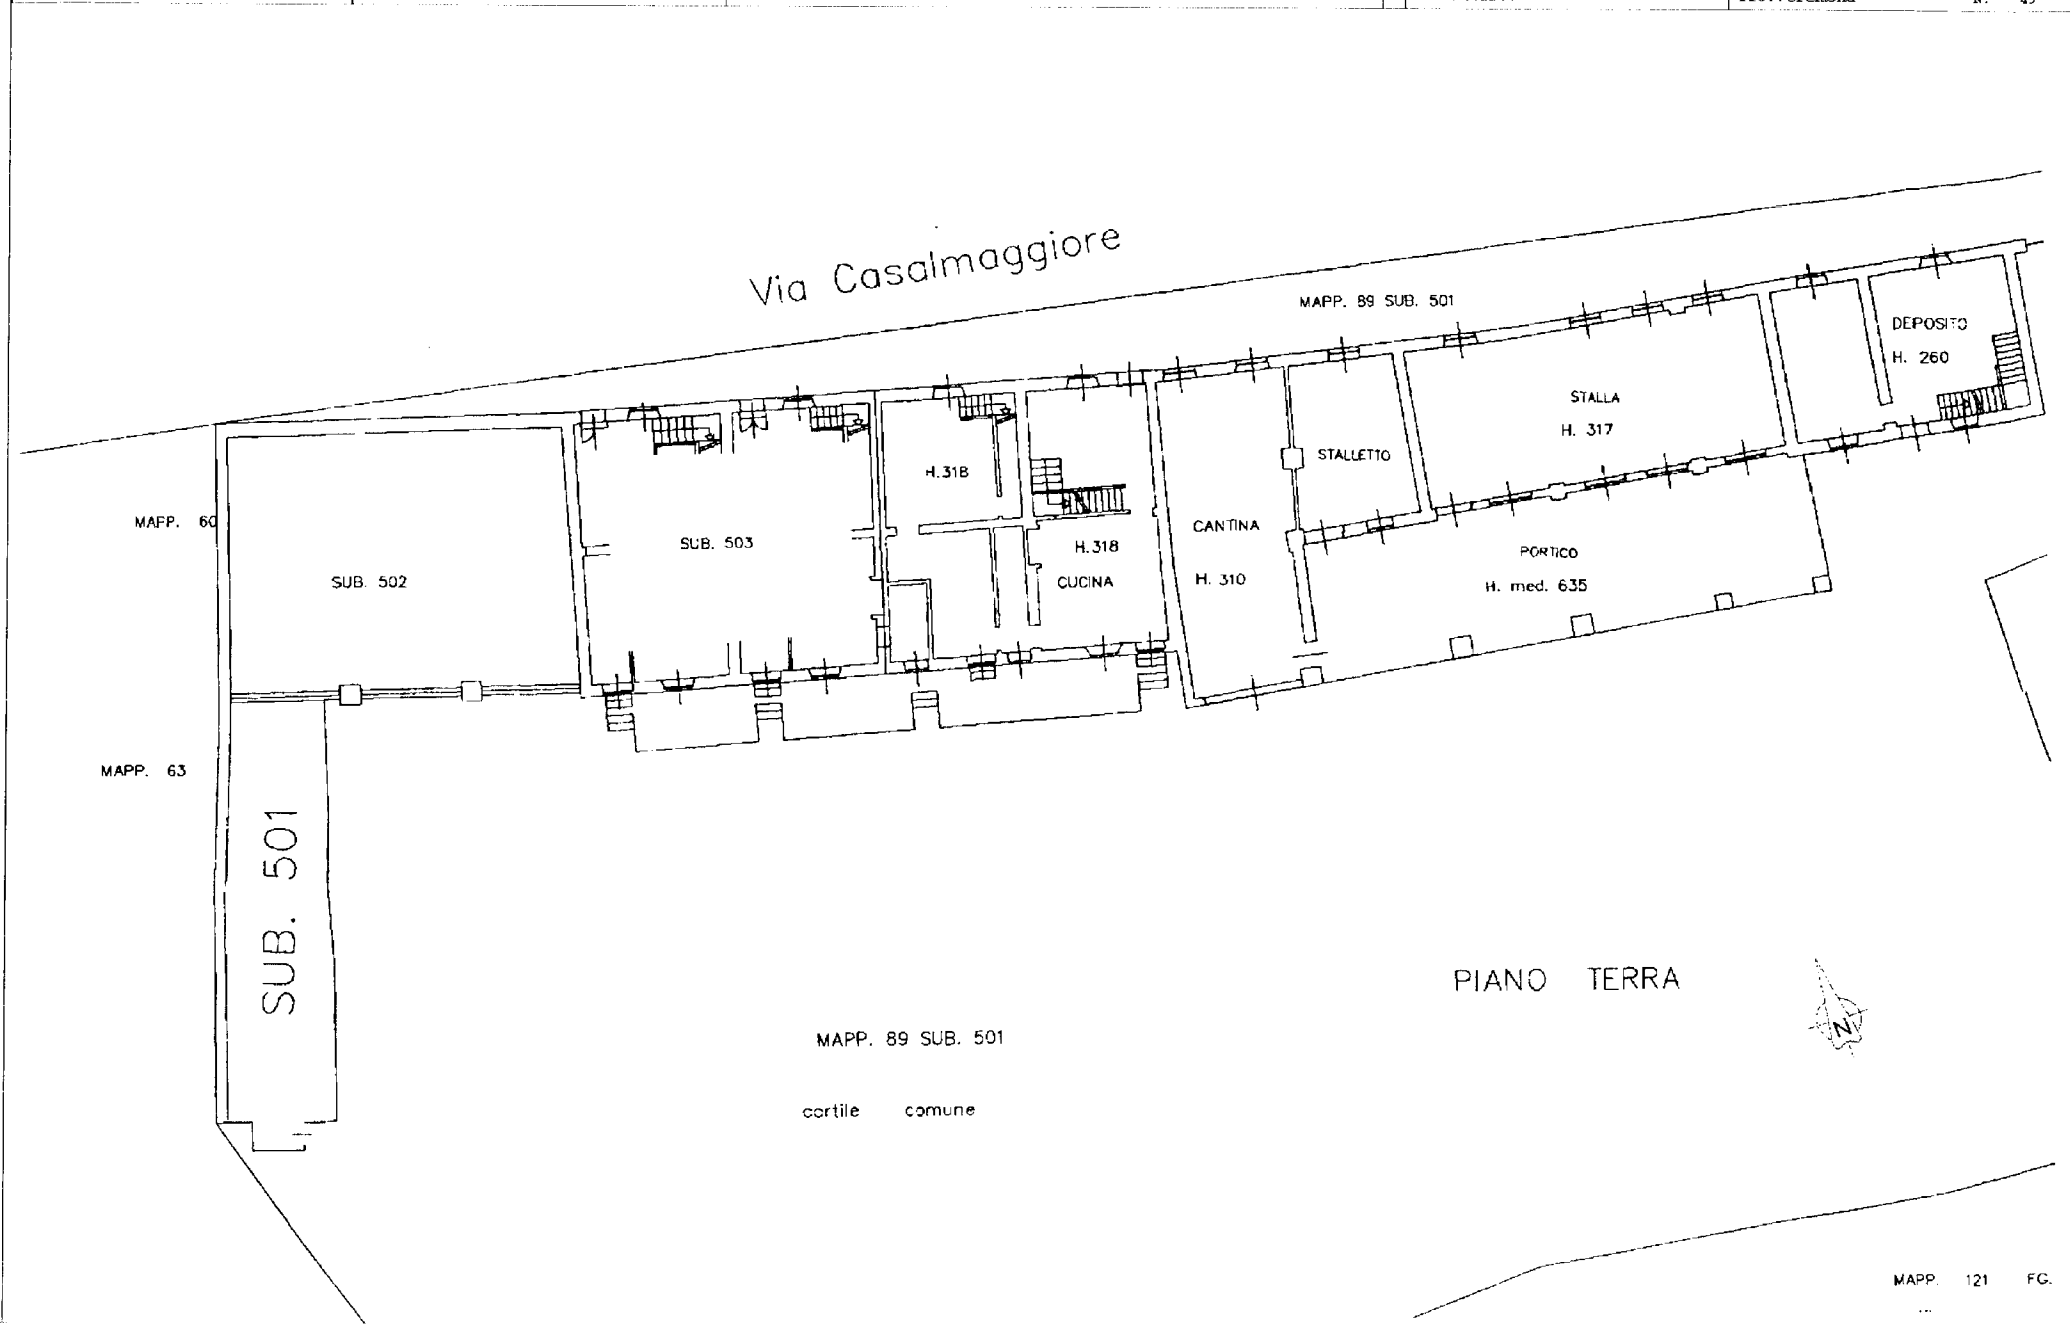 N. 49
Via Casalmaggiore
MAPP. 89 SUB. 501
DEPOSITO
H. 260
STALLA
H. 317
STALLETTO
H.318
MAPP. 60
CANTINA
SUB. 503
H.318
PORTICO
SUB. 502
CUCINA
H. 310
H. med. 635
MAPP. 63
SUB. 501
PIANO TERRA
N
MAPP. 89 SUB. 501
cortile comune
MAPP. 121 FG.